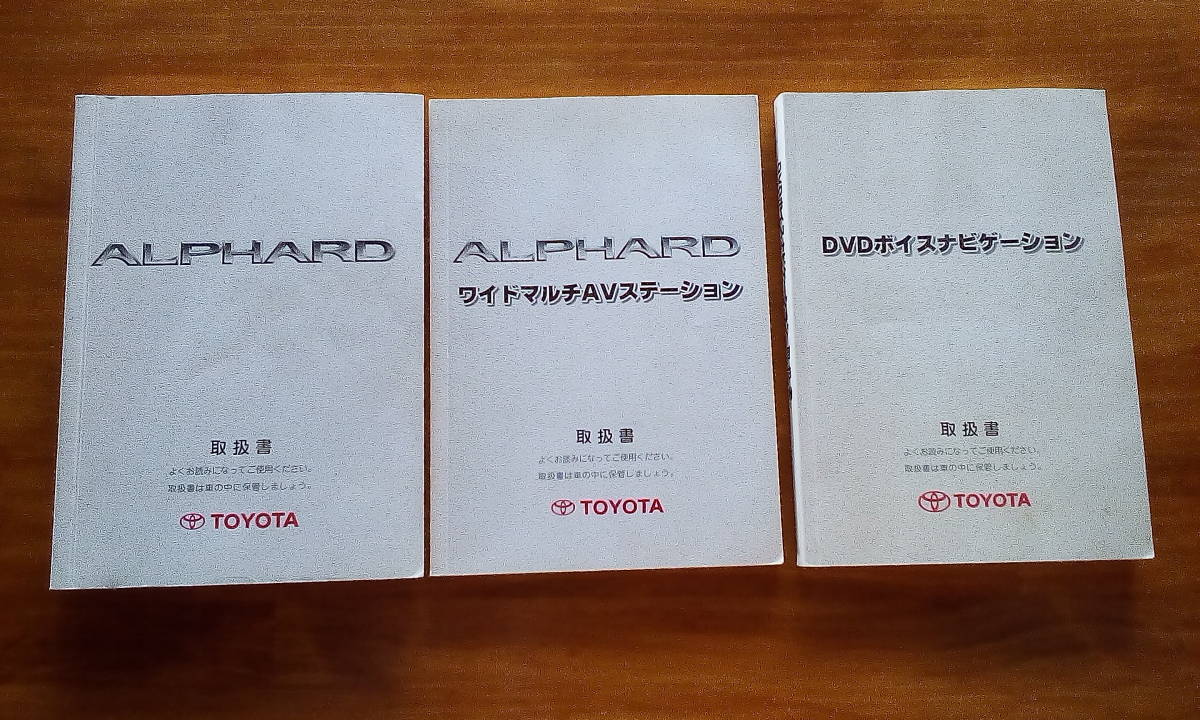 ALPHARD
取扱書
よくお読みになってご使用ください。
取扱書は車の中に保管しましょう。
TOYOTA
ALPHARD
ワイドマルチAVステーション
取扱書
よくお読みになってご使用ください。
取扱書は車の中に保管しましょう。
TOYOTA
DVDボイスナビゲーション
取扱書
よくお読みになってご使用ください。
取扱書は車の中に保管しましょう。
TOYOTA